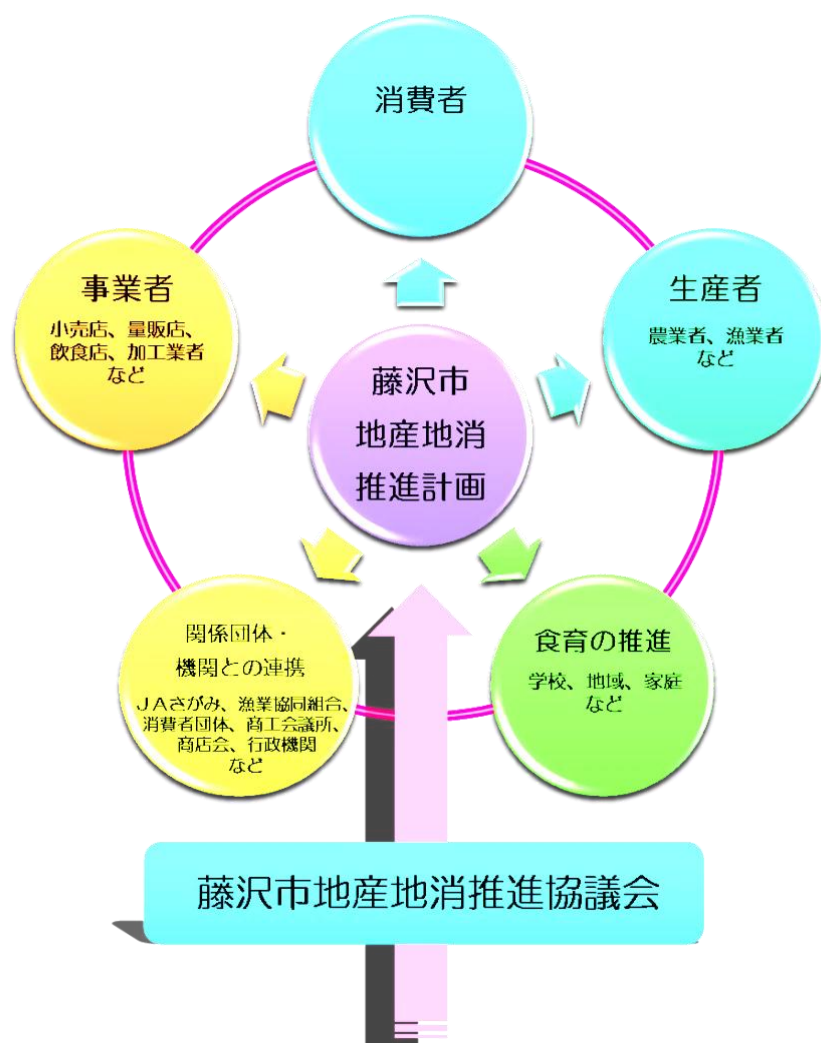 消費者
事業者
小売店、量販店、
飲食店、加工業者
など
生産者
農業者、漁業者
など
藤沢市
地産地消
推進計画
関係団体・
機関との連携
ＪＡさがみ、漁業協同組合、
消費者団体、商工会議所、
商店会、行政機関
など
食育の推進
学校、地域、家庭
など
藤沢市地産地消推進協議会